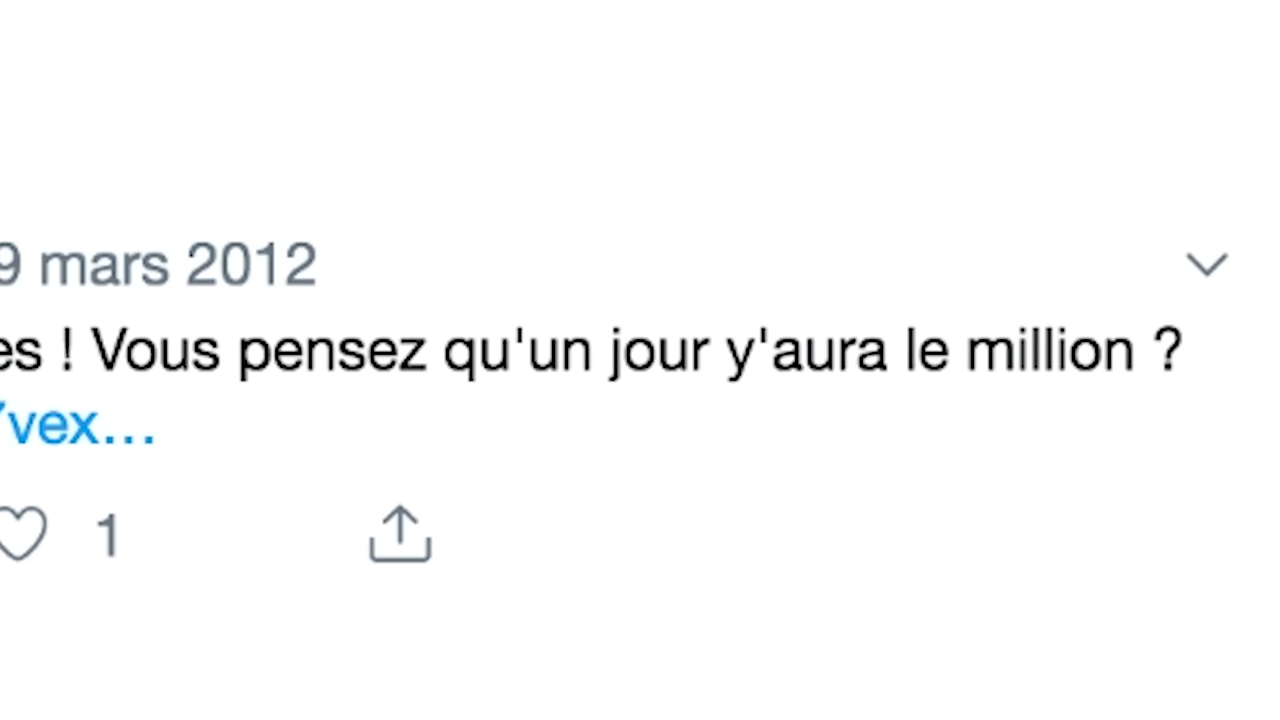 9 mars 2012
es ! Vous pensez qu'un jour y'aura le million ?
vex...
1